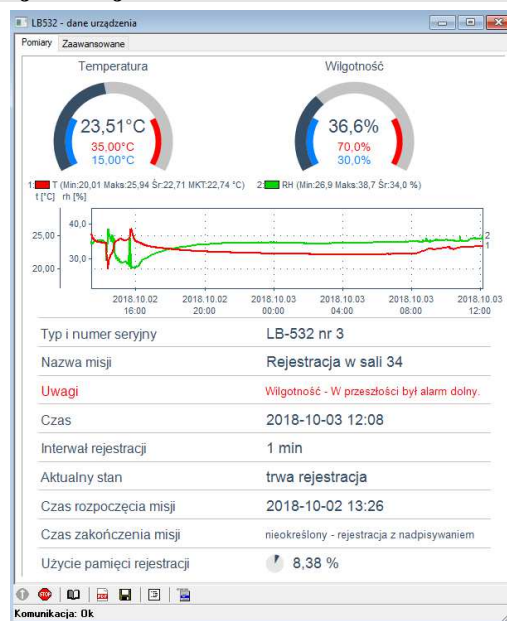 LB532 - dane urządzenia
Pomiary Zaawansowane
Temperatura Wilgotność
23,51°C 36,6%
35,00°C 70,0%
15,00°C 30,0%
1: T (Min:20,01 Maks:25,94 Śr:22,71 MKT:22,74 °C) 2: RH (Min:26,9 Maks:38,7 Śr:34,0 %)
t [°C] rh [%]
40,0
25,00
30,0
20,00
2
1
2018.10.02 2018.10.02 2018.10.03 2018.10.03 2018.10.03 2018.10.03
16:00 20:00 00:00 04:00 08:00 12:00
Typ i numer seryjny LB-532 nr 3
Nazwa misji Rejestracja w sali 34
Uwagi Wilgotność - W przeszłości był alarm dolny.
Czas 2018-10-03 12:08
Interwał rejestracji 1 min
Aktualny stan trwa rejestracja
Czas rozpoczęcia misji 2018-10-02 13:26
Czas zakończenia misji nieokreślony - rejestracja z nadpisywaniem
Użycie pamięci rejestracji 8,38 %
STOP PDF
Komunikacja: Ok